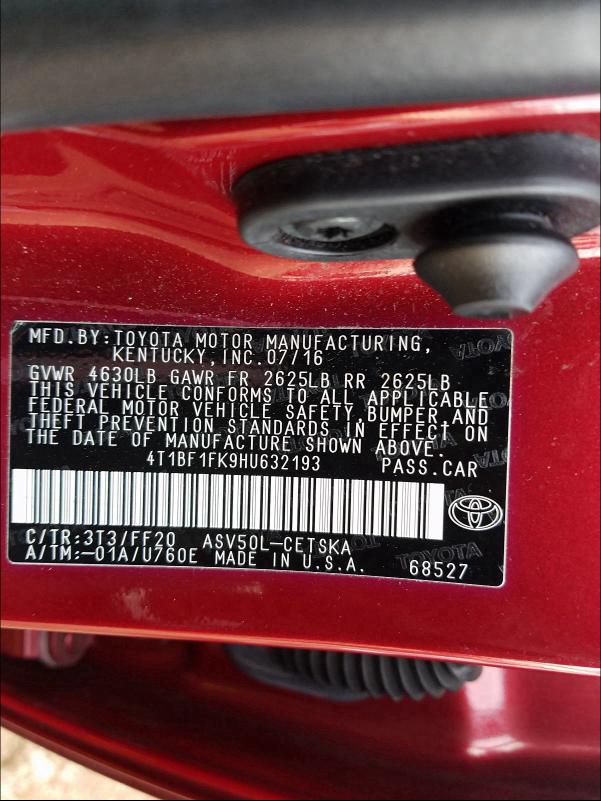 MFD.BY:TOYOTA MOTOR MANUFACTURING,
KENTUCKY, INC.07/16
GVWR 4630LB GAWR FR 2625LB RR 2625LB
THIS VEHICLE CONFORMS TO ALL APPLICABLE
FEDERAL MOTOR VEHICLE SAFETY,BUMPER,AND
THEFT PREVENTION STANDARDS IN EFFECT ON
THE DATE OF MANUFACTURE SHOWN ABOVE.
4T1BF1FK9HU632193 PASS.CAR
C/TR:3T3/FF20 ASV50L-CETSKA
A/TM:-01A/U760E MADE IN U.S.A. 68527
TOYOTA